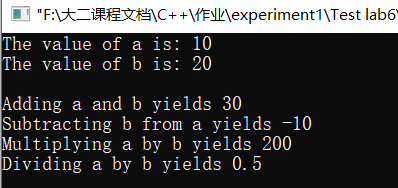 "F:\大二课程文档\C++\作业\experiment1\Test lab6\
The value of a is: 10
The value of b is: 20
Adding a and b yields 30
Subtracting b from a yields -10
Multiplying a by b yields 200
Dividing a by b yields 0.5